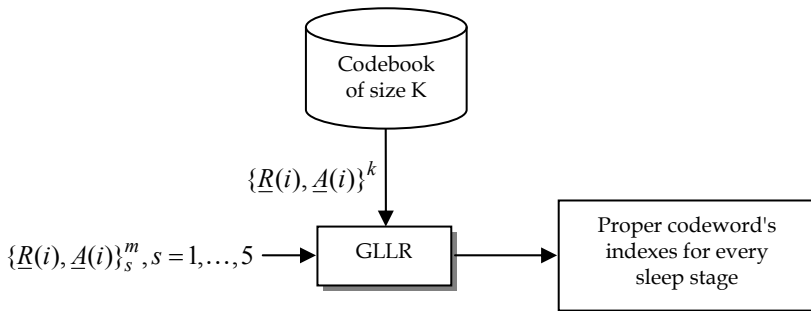 Codebook
of size K
{R(i), A(i)}^k
{R(i), A(i)}_s^m, s = 1,…,5
GLLR
Proper codeword's
indexes for every
sleep stage